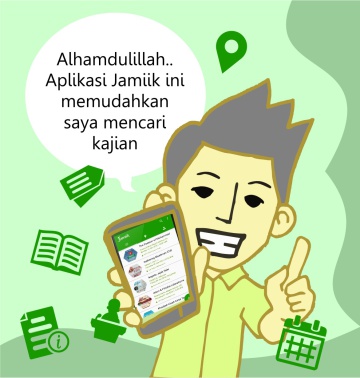 Alhamdulillah..
Aplikasi Jamiik ini
memudahkan
saya mencari
kajian